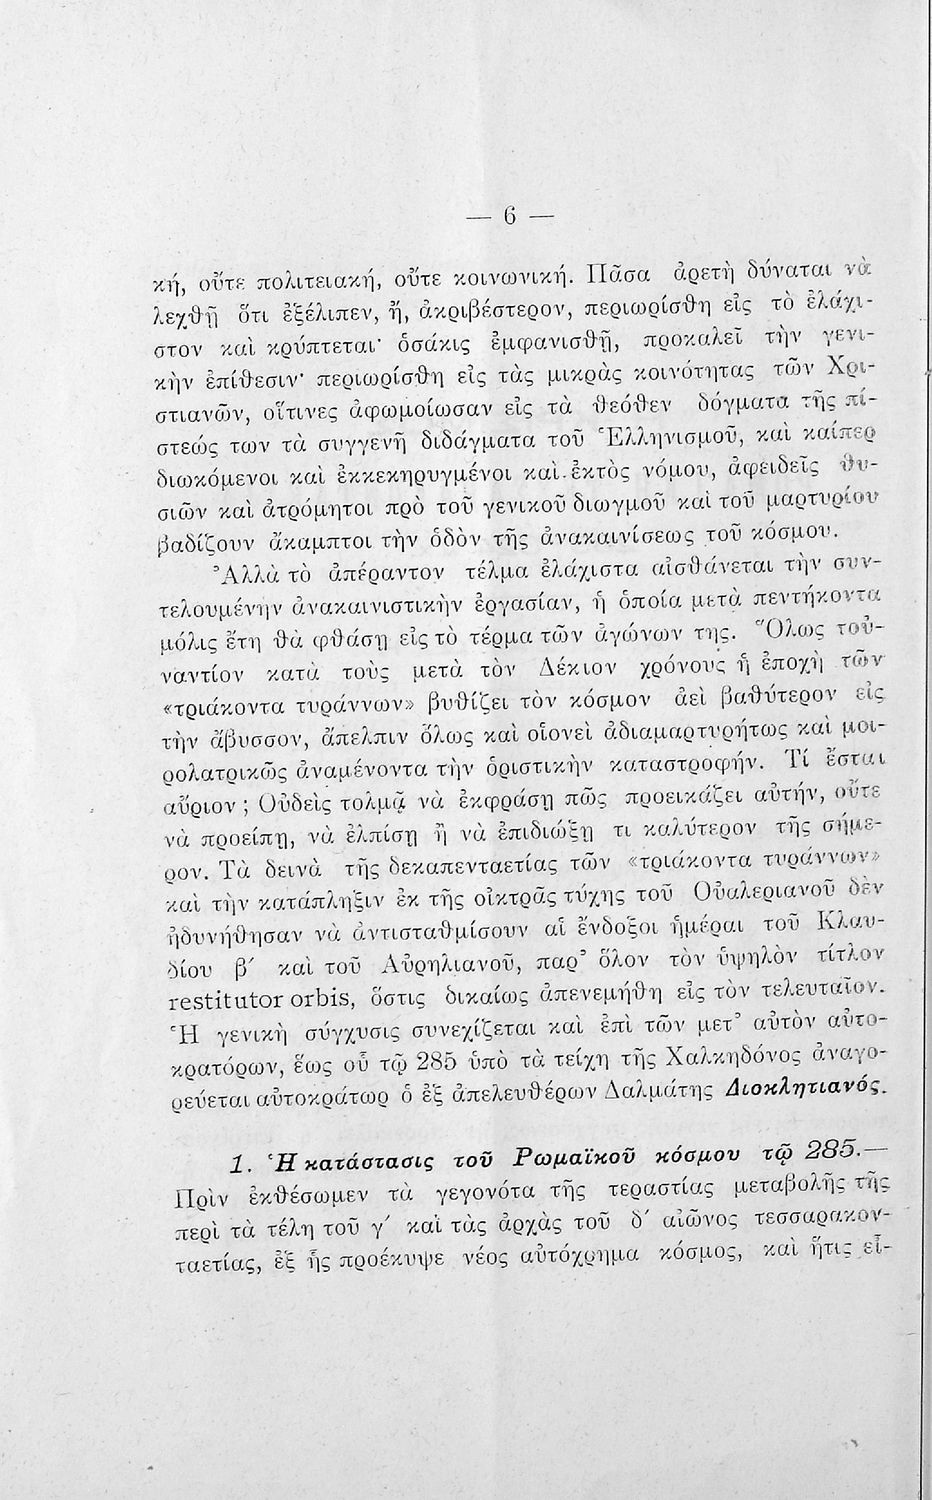 — 6 —
κή, οὔτε πολιτειακή, οὔτε κοινωνική. Πᾶσα ἀρετὴ δύναται νὰ
λεχθῇ ὅτι ἐξέλιπεν, ἤ, ἀκριβέστερον, περιωρίσθη εἰς τὸ ἐλάχι-
στον καὶ κρύπτεται· ὁσάκις ἐμφανισθῇ, προκαλεῖ τὴν γενι-
κὴν ἐπίθεσιν· περιωρίσθη εἰς τὰς μικρὰς κοινότητας τῶν Χρι-
στιανῶν, οἵτινες ἀφωμοίωσαν εἰς τὰ θεόθεν δόγματα τῆς πί-
στεώς των τὰ συγγενῆ διδάγματα τοῦ Ἑλληνισμοῦ, καὶ καίπερ
διωκόμενοι καὶ ἐκκεκηρυγμένοι καὶ ἐκτὸς νόμου, ἀφειδεῖς θυ-
σιῶν καὶ ἀτρόμητοι πρὸ τοῦ γενικοῦ διωγμοῦ καὶ τοῦ μαρτυρίου
βαδίζουν ἄκαμπτοι τὴν ὁδὸν τῆς ἀνακαινίσεως τοῦ κόσμου.
Ἀλλὰ τὸ ἀπέραντον τέλμα ἐλάχιστα αἰσθάνεται τὴν συν-
τελουμένην ἀνακαινιστικὴν ἐργασίαν, ἡ ὁποία μετὰ πεντήκοντα
μόλις ἔτη θὰ φθάσῃ εἰς τὸ τέρμα τῶν ἀγώνων της. Ὅλως τοὐ-
ναντίον κατὰ τοὺς μετὰ τὸν Δέκιον χρόνους ἡ ἐποχὴ τῶν
«τριάκοντα τυράννων» βυθίζει τὸν κόσμον ἀεὶ βαθύτερον εἰς
τὴν ἄβυσσον, ἄπελπιν ὅλως καὶ οἱονεὶ ἀδιαμαρτυρήτως καὶ μοι-
ρολατρικῶς ἀναμένοντα τὴν ὁριστικὴν καταστροφήν. Τί ἔσται
αὔριον ; Οὐδεὶς τολμᾷ νὰ ἐκφράσῃ πῶς προεικάζει αὐτήν, οὔτε
νὰ προείπῃ, νὰ ἐλπίσῃ ἢ νὰ ἐπιδιώξῃ τι καλύτερον τῆς σήμε-
ρον. Τὰ δεινὰ τῆς δεκαπενταετίας τῶν «τριάκοντα τυράννων»
καὶ τὴν κατάπληξιν ἐκ τῆς οἰκτρᾶς τύχης τοῦ Οὐαλεριανοῦ δὲν
ἠδυνήθησαν νὰ ἀντισταθμίσουν αἱ ἔνδοξοι ἡμέραι τοῦ Κλαυ-
δίου β΄ καὶ τοῦ Αὐρηλιανοῦ, παρ᾽ ὅλον τὸν ὑψηλὸν τίτλον
restitutor orbis, ὅστις δικαίως ἀπενεμήθη εἰς τὸν τελευταῖον.
Ἡ γενικὴ σύγχυσις συνεχίζεται καὶ ἐπὶ τῶν μετ᾽ αὐτὸν αὐτο-
κρατόρων, ἕως οὗ τῷ 285 ὑπὸ τὰ τείχη τῆς Χαλκηδόνος ἀναγο-
ρεύεται αὐτοκράτωρ ὁ ἐξ ἀπελευθέρων Δαλμάτης Διοκλητιανός.
1. Ἡ κατάστασις τοῦ Ρωμαϊκοῦ κόσμου τῷ 285.—
Πρὶν ἐκθέσωμεν τὰ γεγονότα τῆς τεραστίας μεταβολῆς τῆς
περὶ τὰ τέλη τοῦ γ΄ καὶ τὰς ἀρχὰς τοῦ δ΄ αἰῶνος τεσσαρακον-
ταετίας, ἐξ ἧς προέκυψε νέος αὐτόχρημα κόσμος, καὶ ἥτις εἶ-